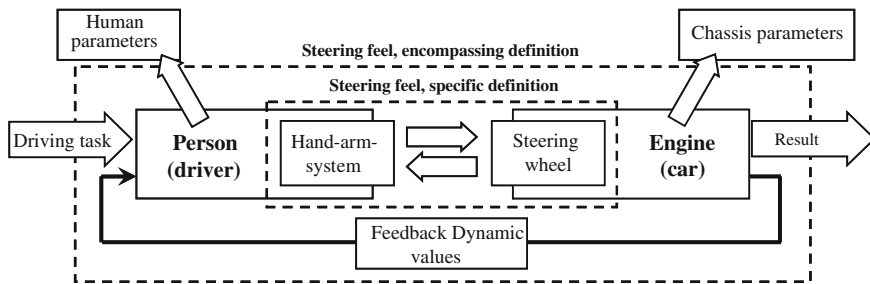 Human
parameters
Chassis parameters
Steering feel, encompassing definition
Steering feel, specific definition
Driving task
Person
(driver)
Hand-arm-
system
Steering
wheel
Engine
(car)
Result
Feedback Dynamic
values